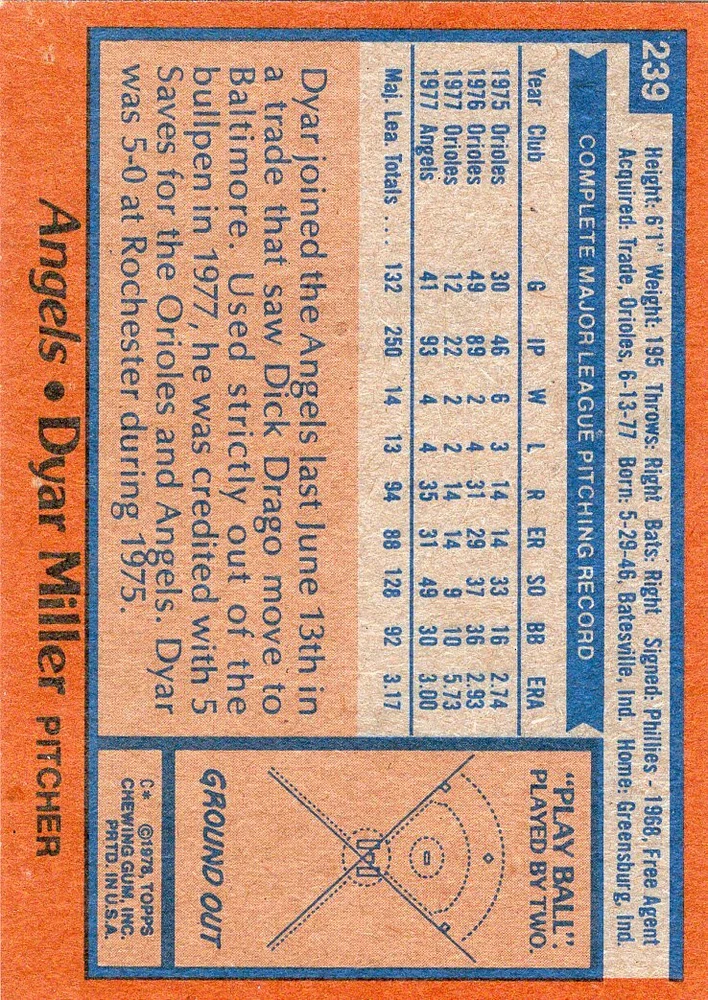 239
Height: 6'1" Weight: 195 Throws: Right Bats: Right Signed: Phillies - 1968, Free Agent
Acquired: Trade, Orioles, 6-13-77 Born: 5-29-46, Batesville, Ind. Home: Greensburg, Ind.
COMPLETE MAJOR LEAGUE PITCHING RECORD
Year Club G IP W L R ER SO BB ERA
1975 Orioles 30 46 6 3 14 14 33 16 2.74
1976 Orioles 49 89 2 4 31 29 37 36 2.93
1977 Orioles 12 22 2 2 14 14 9 10 5.73
1977 Angels 41 93 4 4 35 31 49 30 3.00
Maj. Lea. Totals .... 132 250 14 13 94 88 128 92 3.17
Dyar joined the Angels last June 13th in
a trade that saw Dick Drago move to
Baltimore. Used strictly out of the
bullpen in 1977, he was credited with 5
Saves for the Orioles and Angels. Dyar
was 5-0 at Rochester during 1975.
"PLAY BALL":
PLAYED BY TWO.
GROUND OUT
C* ©1978, TOPPS
CHEWING GUM, INC.
PRTD. IN U.S.A.
Angels • Dyar Miller PITCHER